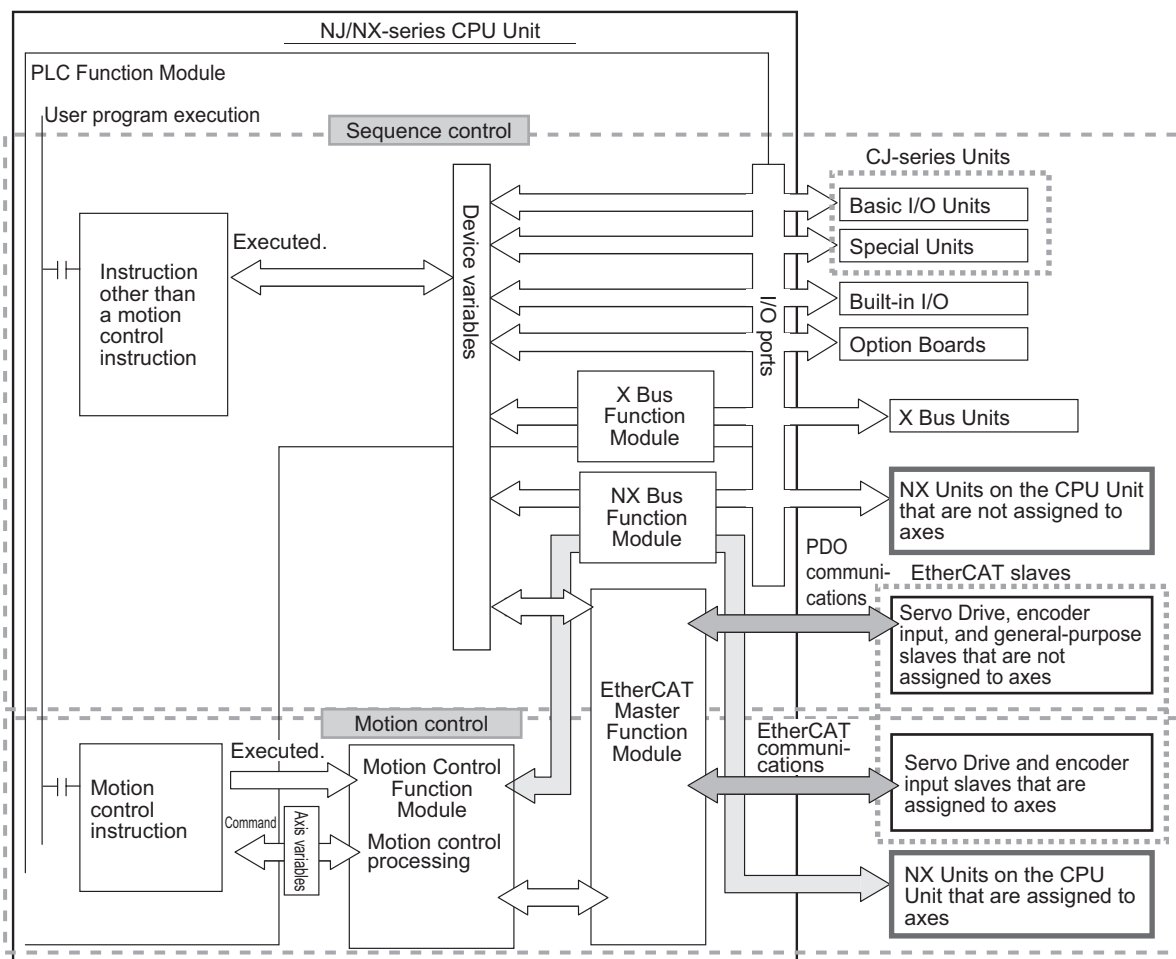 NJ/NX-series CPU Unit
PLC Function Module
User program execution
Sequence control
CJ-series Units
Basic I/O Units
Special Units
Built-in I/O
Option Boards
Instruction
other than
a motion
control
instruction
Executed.
Device variables
I/O ports
X Bus
Function
Module
X Bus Units
NX Bus
Function
Module
NX Units on the CPU Unit
that are not assigned to
axes
PDO
communi-
cations
EtherCAT slaves
Servo Drive, encoder
input, and general-purpose
slaves that are not
assigned to axes
EtherCAT
Master
Function
Module
Motion control
Motion
control
instruction
Executed.
Command
Axis variables
Motion Control
Function
Module
Motion control
processing
EtherCAT
communi-
cations
Servo Drive and encoder
input slaves that are
assigned to axes
NX Units on the CPU
Unit that are assigned to
axes